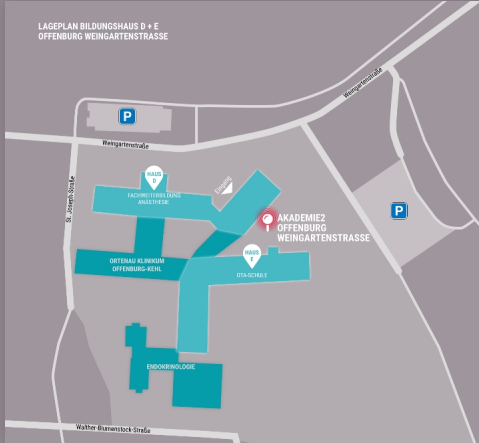 LAGEPLAN BILDUNGSHAUS D + E
OFFENBURG WEINGARTENSTRASSE
Weingartenstraße
P
Weingartenstraße
St. Joseph-Straße
HAUS
D
FACHWEITERBILDUNG
ANÄSTHESIE
Eingang
P
AKADEMIE2
OFFENBURG
WEINGARTENSTRASSE
HAUS
E
OTA-SCHULE
ORTENAU KLINIKUM
OFFENBURG-KEHL
ENDOKRINOLOGIE
Walther-Blumenstock-Straße